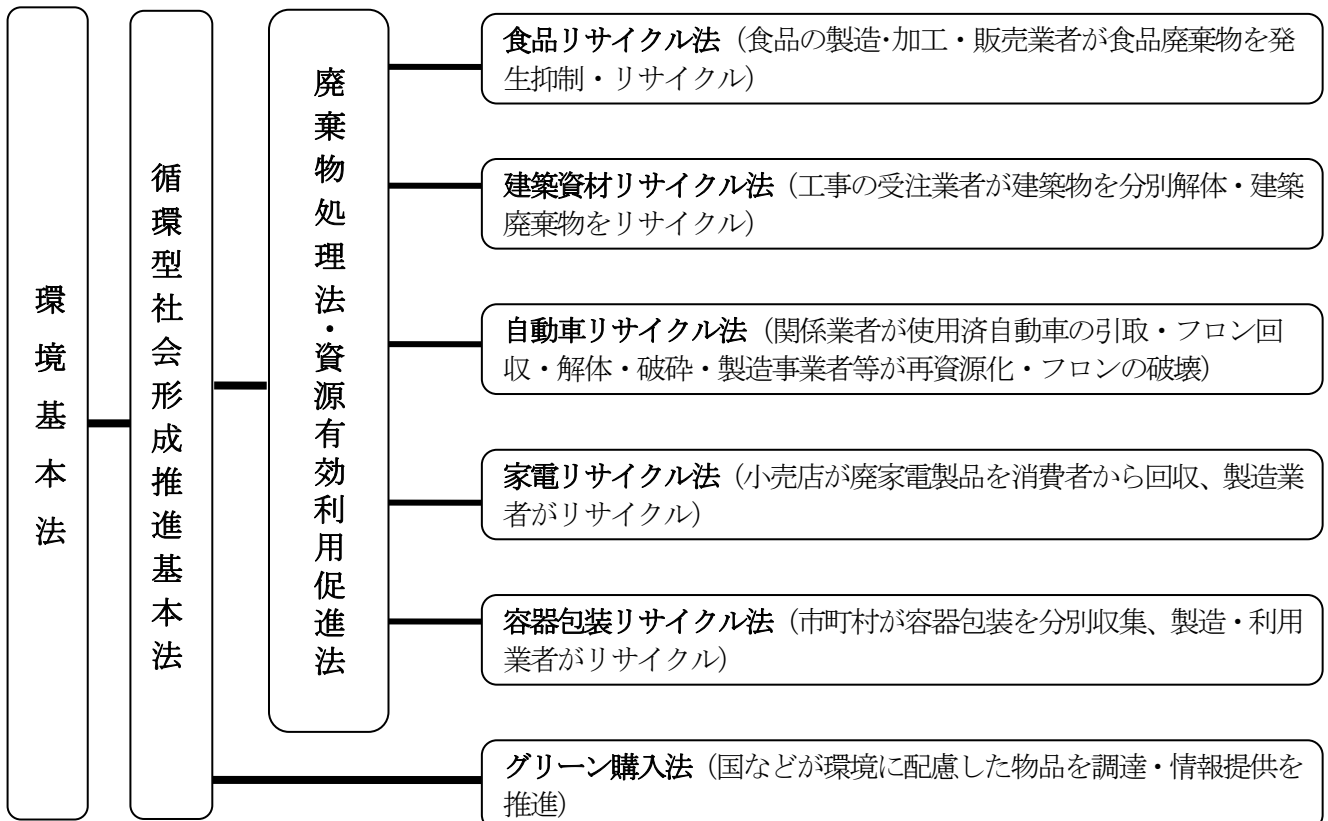 環境基本法
循環型社会形成推進基本法
廃棄物処理法・資源有効利用促進法
食品リサイクル法（食品の製造・加工・販売業者が食品廃棄物を発
生抑制・リサイクル）
建築資材リサイクル法（工事の受注業者が建築物を分別解体・建築
廃棄物をリサイクル）
自動車リサイクル法（関係業者が使用済自動車の引取・フロン回
収・解体・破砕・製造事業者等が再資源化・フロンの破壊）
家電リサイクル法（小売店が廃家電製品を消費者から回収、製造業
者がリサイクル）
容器包装リサイクル法（市町村が容器包装を分別収集、製造・利用
業者がリサイクル）
グリーン購入法（国などが環境に配慮した物品を調達・情報提供を
推進）